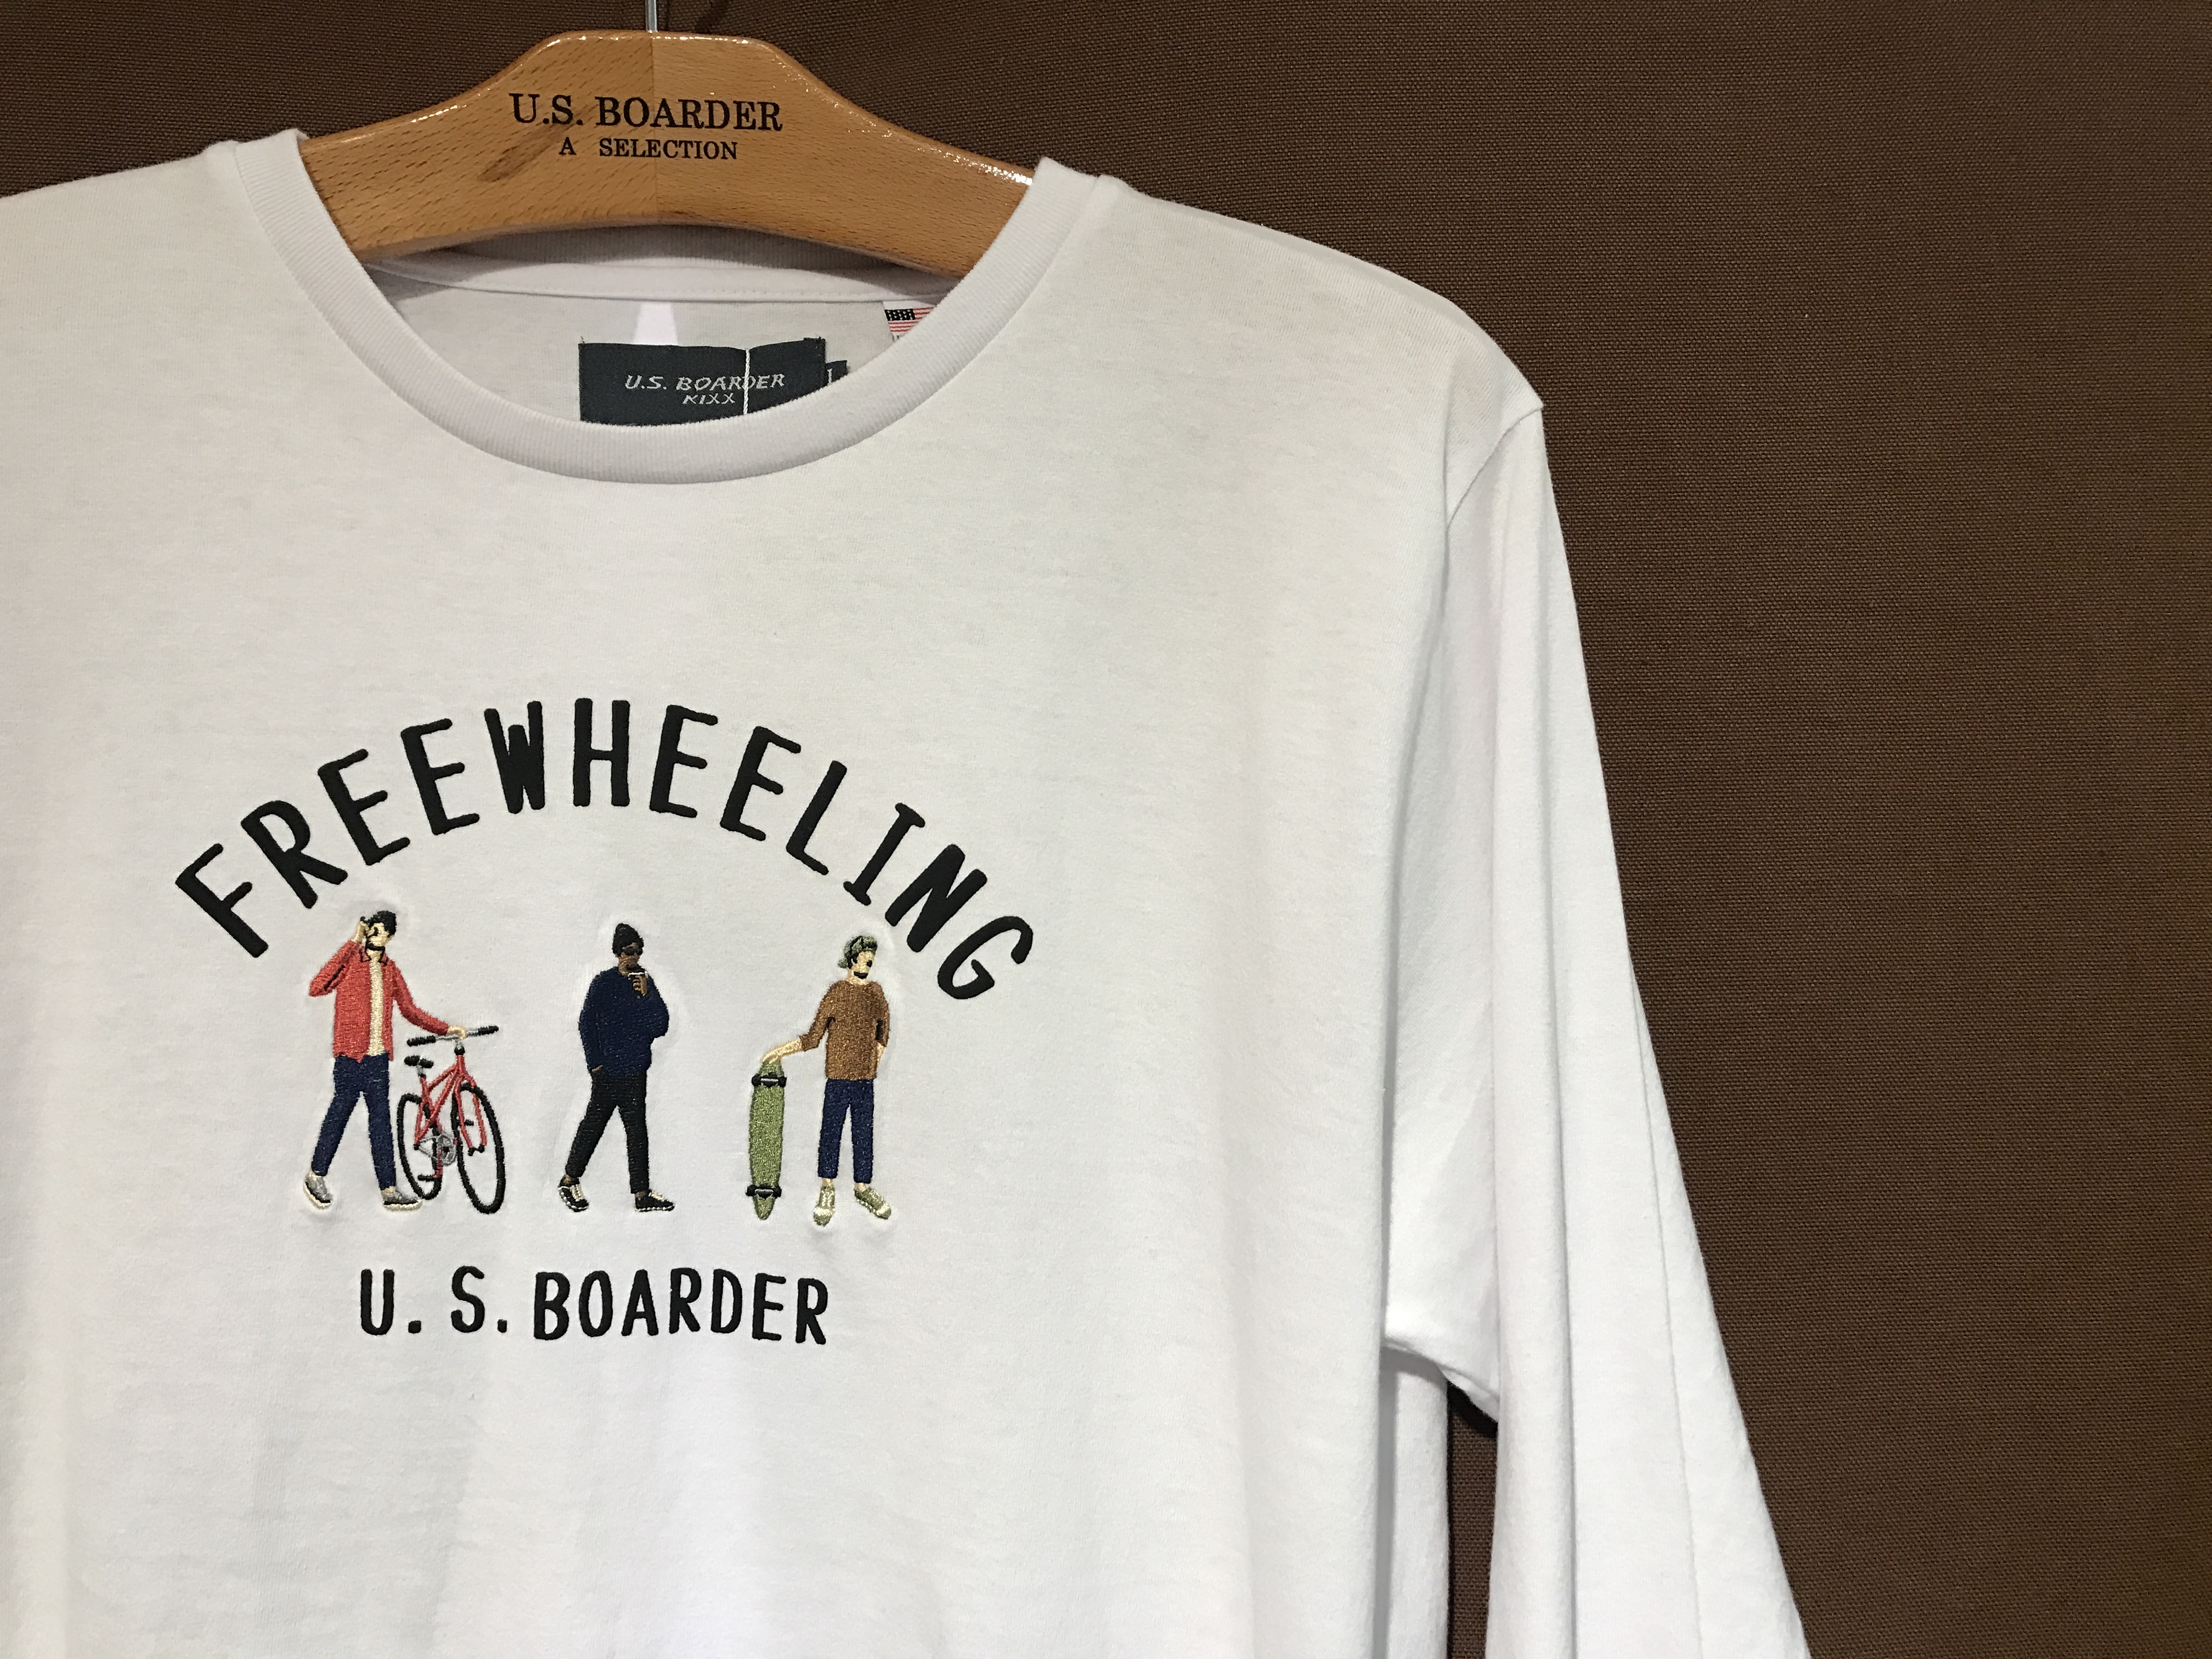 U.S. BOARDER
A SELECTION
U.S. BOARDER
KIXX
FREEWHEELING
U.S. BOARDER